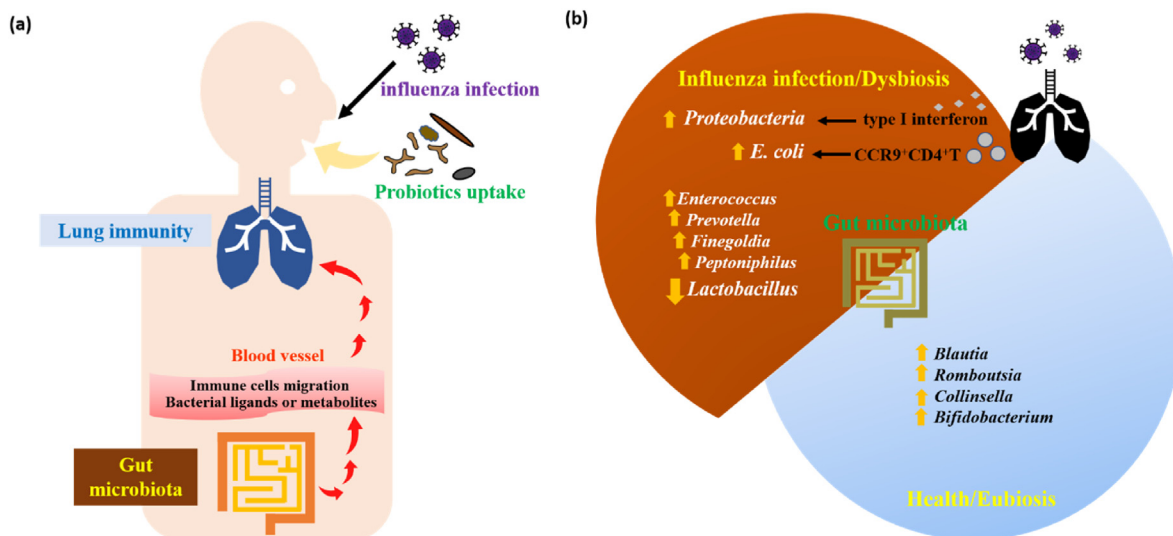 (a)
influenza infection
Probiotics uptake
Lung immunity
Blood vessel
Immune cells migration
Bacterial ligands or metabolites
Gut
microbiota
(b)
Influenza infection/Dysbiosis
Proteobacteria
type I interferon
E. coli
CCR9⁺CD4⁺T
Enterococcus
Prevotella
Finegoldia
Peptoniphilus
Lactobacillus
Gut microbiota
Blautia
Romboutsia
Collinsella
Bifidobacterium
Health/Eubiosis